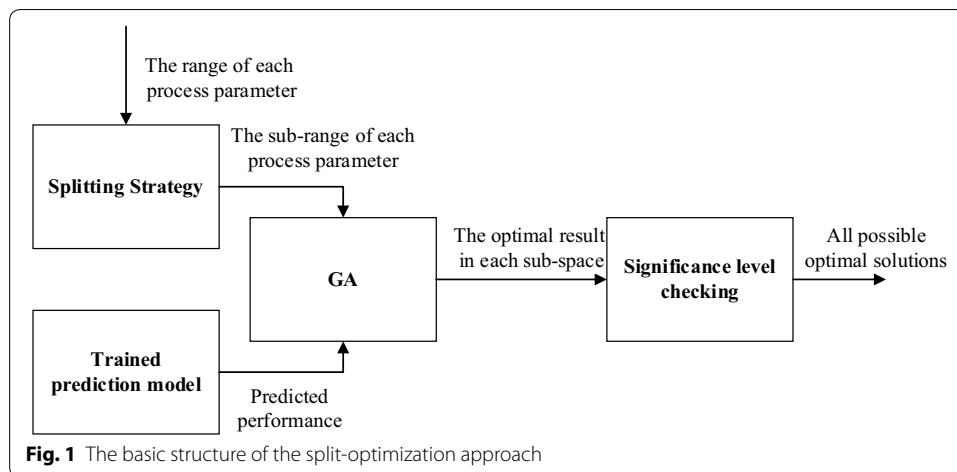 The range of each
process parameter
The sub-range of each
process parameter
Splitting Strategy
GA
The optimal result
in each sub-space
Significance level
checking
All possible
optimal solutions
Trained
prediction model
Predicted
performance
Fig. 1 The basic structure of the split-optimization approach